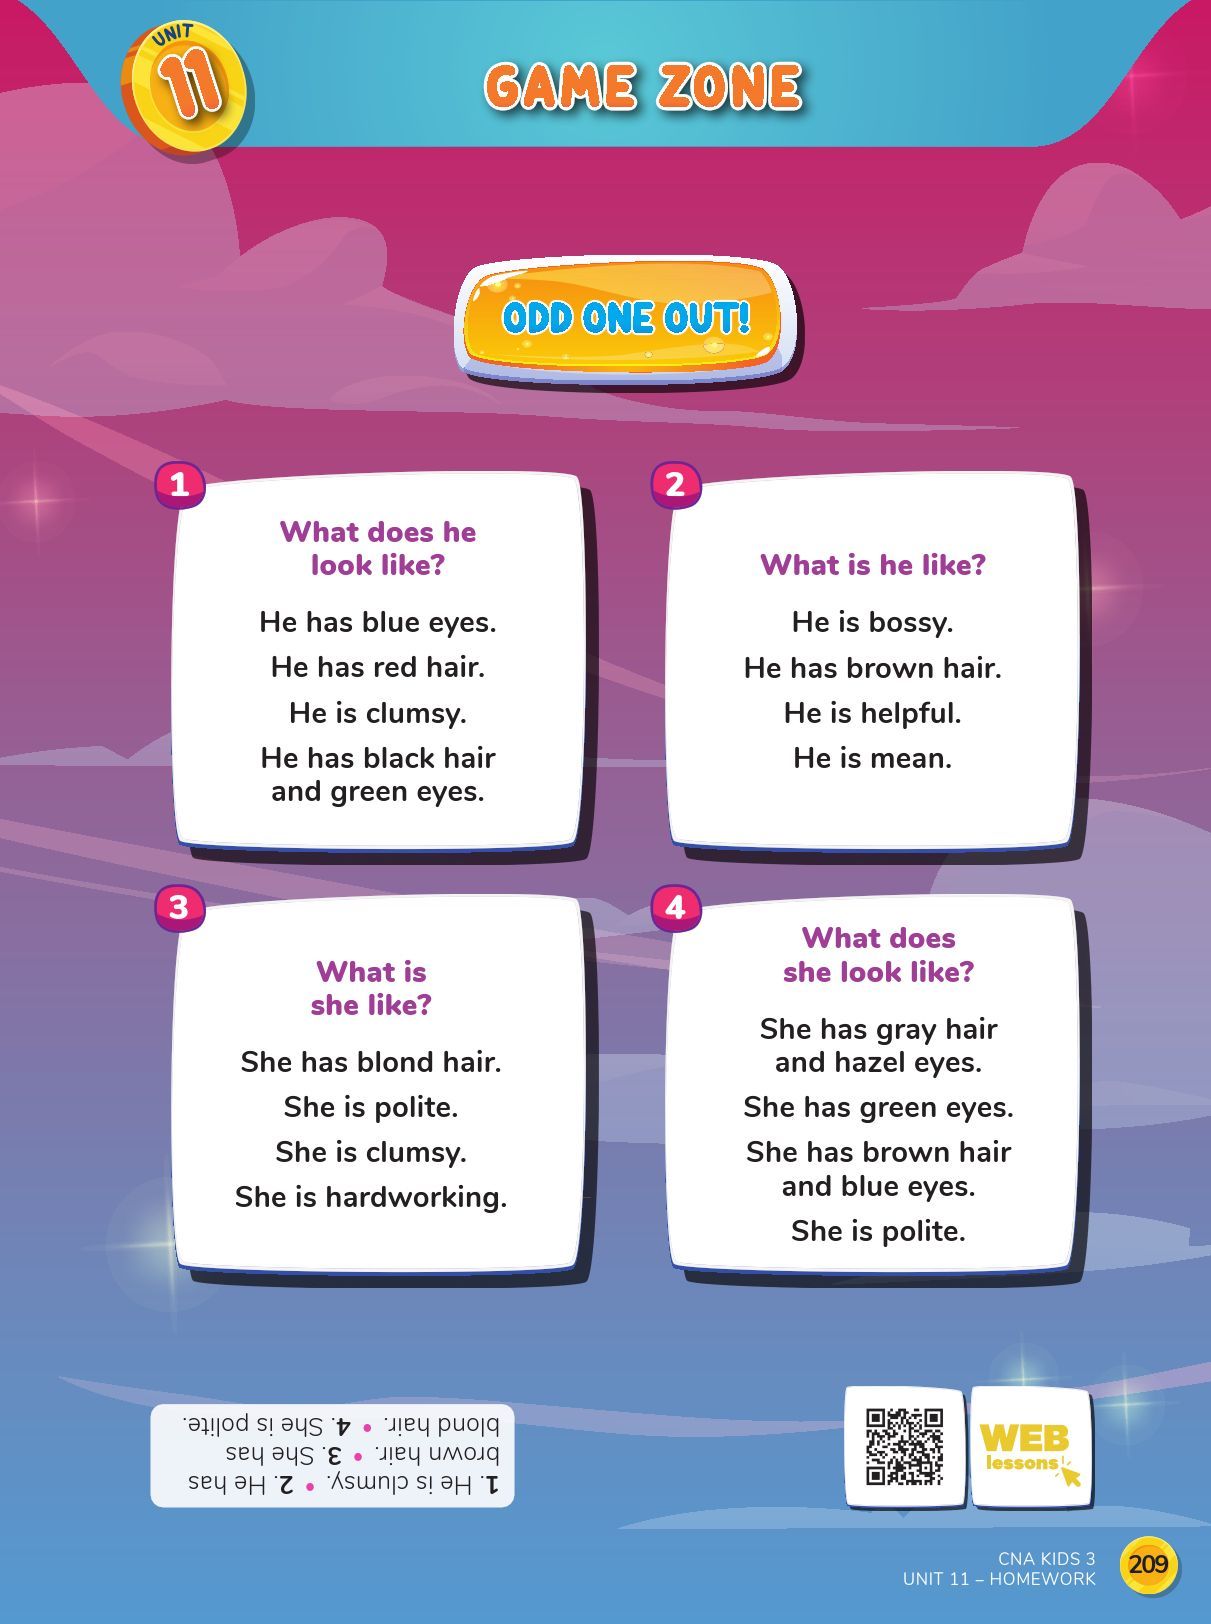 UNIT
11
GAME ZONE
ODD ONE OUT!
1
What does he
look like?
He has blue eyes.
He has red hair.
He is clumsy.
He has black hair
and green eyes.
2
What is he like?
He is bossy.
He has brown hair.
He is helpful.
He is mean.
3
What is
she like?
She has blond hair.
She is polite.
She is clumsy.
She is hardworking.
4
What does
she look like?
She has gray hair
and hazel eyes.
She has green eyes.
She has brown hair
and blue eyes.
She is polite.
1. He is clumsy. • 2. He has
brown hair. • 3. She has
blond hair. • 4. She is polite.
WEB
lessons
CNA KIDS 3
UNIT 11 – HOMEWORK
209